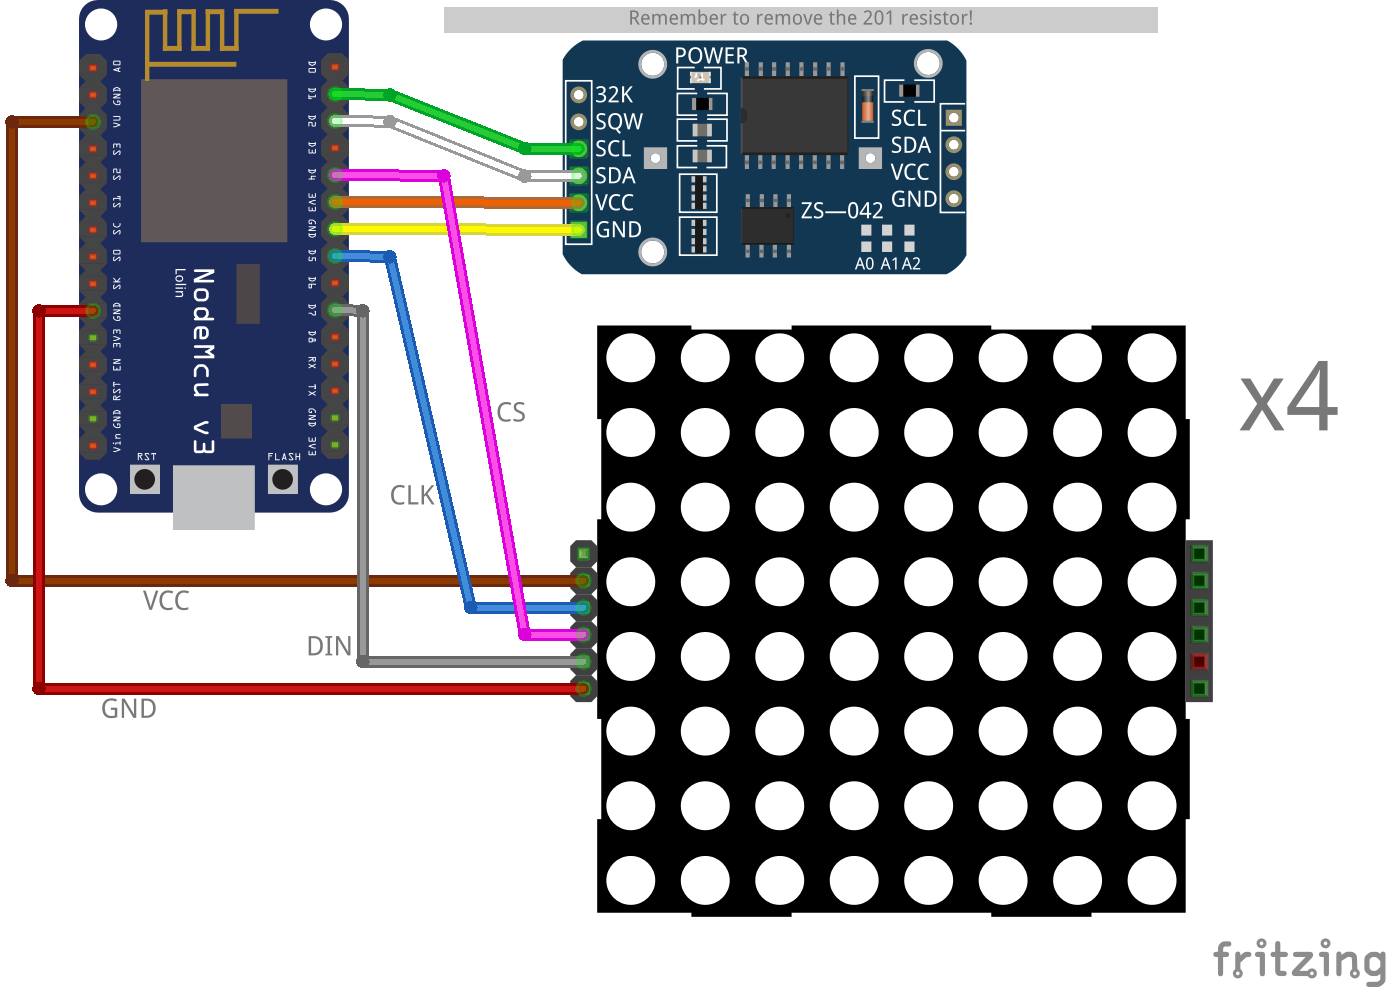 Remember to remove the 201 resistor!
POWER
L1
32K
SQW
SCL
SDA
VCC
GND
SCL
SDA
VCC
GND
ZS—042
A0 A1 A2
A0
GND
VU
S3
S2
S1
SC
S0
SK
GND
3V3
EN
RST
GND
Vin
D0
D1
D2
D3
D4
3V3
GND
D5
D6
D7
D8
RX
TX
GND
3V3
NodeMcu v3
Lolin
RST
FLASH
x4
CS
CLK
VCC
DIN
GND
fritzing